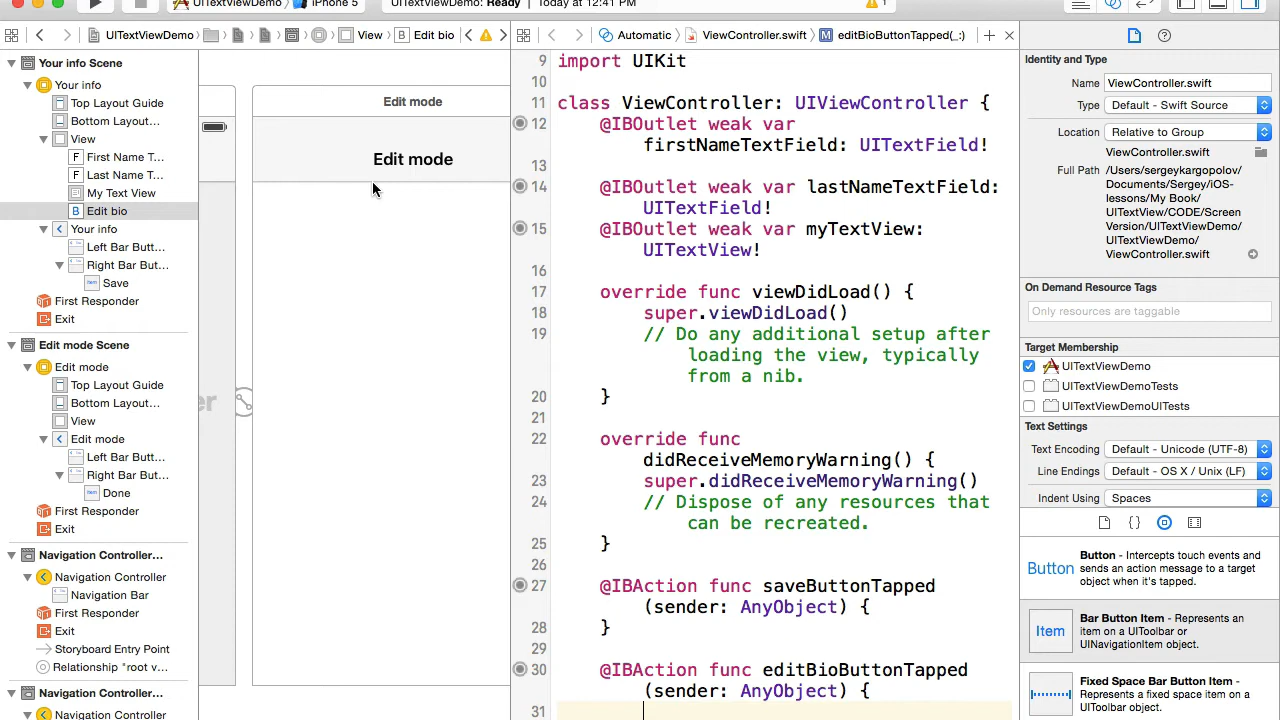 UITextViewDemo
iPhone 5
UITextViewDemo: Ready
Today at 12:41 PM
1
UITextViewDemo
View
B Edit bio
Automatic
ViewController.swift
M editBioButtonTapped(_:)
Your info Scene
Your info
Top Layout Guide
Bottom Layout...
View
F First Name T...
F Last Name T...
My Text View
B Edit bio
Your info
Left Bar Butt...
Right Bar But...
Item Save
First Responder
Exit
Edit mode Scene
Edit mode
Top Layout Guide
Bottom Layout...
View
Edit mode
Left Bar Butt...
Right Bar But...
Item Done
First Responder
Exit
Navigation Controller...
Navigation Controller
Navigation Bar
First Responder
Exit
Storyboard Entry Point
Relationship "root v...
Navigation Controller...
Navigation Controller
Edit mode
Edit mode
er
9 import UIKit
10
11 class ViewController: UIViewController {
12 @IBOutlet weak var
firstNameTextField: UITextField!
13
14 @IBOutlet weak var lastNameTextField:
UITextField!
15 @IBOutlet weak var myTextView:
UITextView!
16
17 override func viewDidLoad() {
18 super.viewDidLoad()
19 // Do any additional setup after
loading the view, typically
from a nib.
20 }
21
22 override func
didReceiveMemoryWarning() {
23 super.didReceiveMemoryWarning()
24 // Dispose of any resources that
can be recreated.
25 }
26
27 @IBAction func saveButtonTapped
(sender: AnyObject) {
28 }
29
30 @IBAction func editBioButtonTapped
(sender: AnyObject) {
31
Identity and Type
Name ViewController.swift
Type Default - Swift Source
Location Relative to Group
ViewController.swift
Full Path /Users/sergeykargopolov/
Documents/Sergey/iOS-
lessons/My Book/
UITextView/CODE/Screen
Version/UITextViewDemo/
UITextViewDemo/
ViewController.swift
On Demand Resource Tags
Only resources are taggable
Target Membership
UITextViewDemo
UITextViewDemoTests
UITextViewDemoUITests
Text Settings
Text Encoding Default - Unicode (UTF-8)
Line Endings Default - OS X / Unix (LF)
Indent Using Spaces
{}
Button Button - Intercepts touch events and
sends an action message to a target
object when it's tapped.
Item Bar Button Item - Represents an
item on a UIToolbar or
UINavigationItem object.
Fixed Space Bar Button Item -
Represents a fixed space item on a
UIToolbar object.